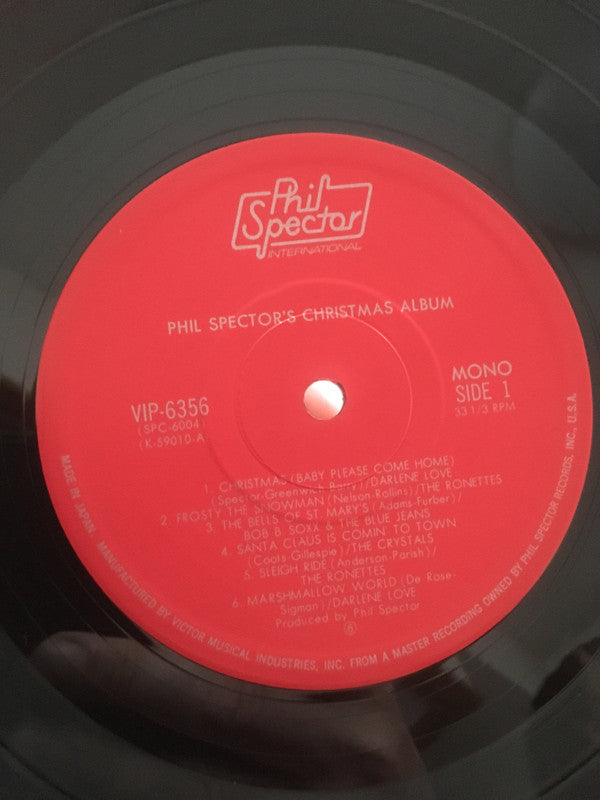 Phil
Spector
INTERNATIONAL
PHIL SPECTOR'S CHRISTMAS ALBUM
VIP-6356
(SPC-6004)
(K-59010-A)
MONO
SIDE 1
33 1/3 RPM
1. CHRISTMAS (BABY PLEASE COME HOME)
(Spector-Greenwich-Barry)/DARLENE LOVE
2. FROSTY THE SNOWMAN (Nelson-Rollins)/THE RONETTES
3. THE BELLS OF ST. MARY'S (Adams-Furber)/
BOB B. SOXX & THE BLUE JEANS
4. SANTA CLAUS IS COMIN' TO TOWN
(Coots-Gillespie)/THE CRYSTALS
5. SLEIGH RIDE (Anderson-Parish)/
THE RONETTES
6. MARSHMALLOW WORLD (De Rose-
Sigman)/DARLENE LOVE
Produced by Phil Spector
MADE IN JAPAN · MANUFACTURED BY VICTOR MUSICAL INDUSTRIES, INC. FROM A MASTER RECORDING OWNED BY PHIL SPECTOR RECORDS, INC., U.S.A.